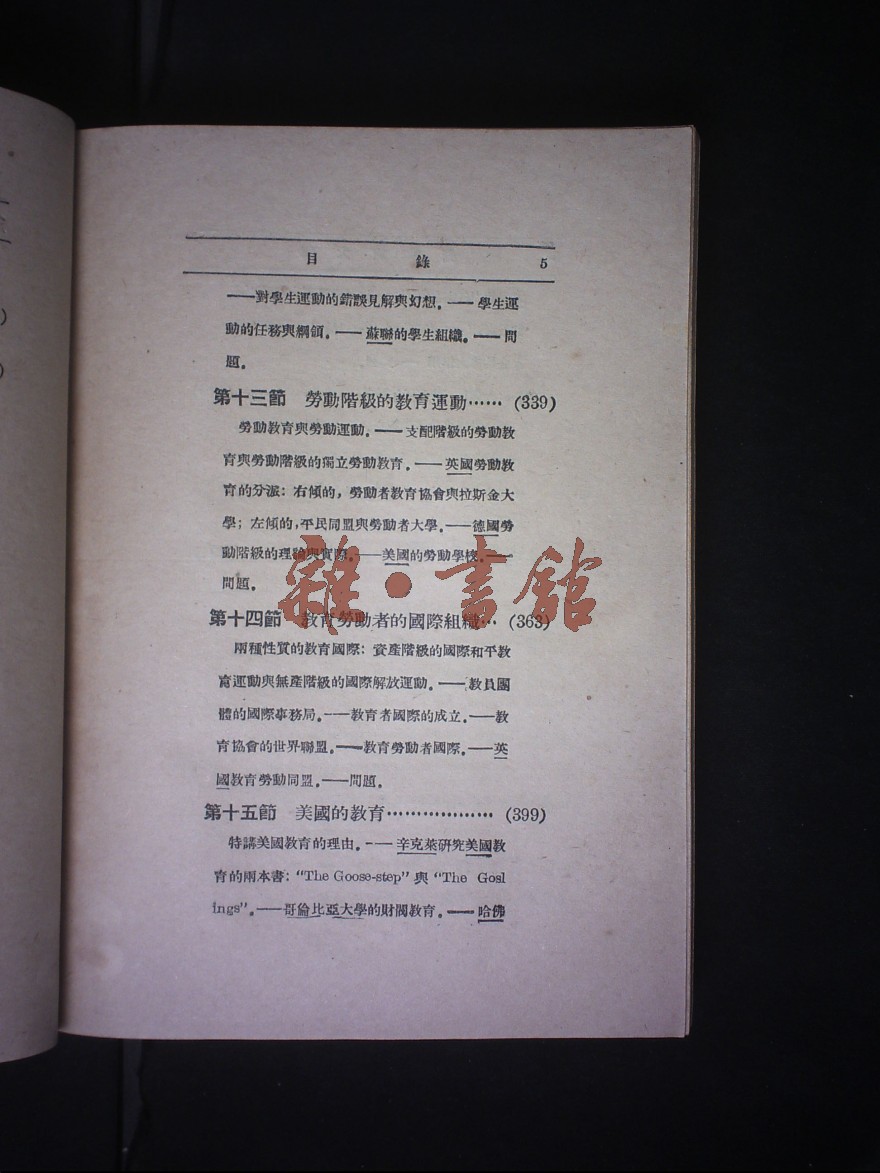 目 錄 5
——對學生運動的錯誤見解與幻想。——學生運
動的任務與綱領。——蘇聯的學生組織。——問
題。
第十三節 勞動階級的教育運動…… (339)
勞動教育與勞動運動。——支配階級的勞動教
育與勞動階級的獨立勞動教育。——英國勞動教
育的分派：右傾的，勞動者教育協會與拉斯金大
學；左傾的，平民同盟與勞動者大學。——德國勞
動階級的理論與實際。——美國的勞動學校。——
問題。
雜·書館
第十四節 教育勞動者的國際組織… (363)
兩種性質的教育國際：資產階級的國際和平教
育運動與無產階級的國際解放運動。——教員團
體的國際事務局。——教育者國際的成立。——教
育協會的世界聯盟。——教育勞動者國際。——英
國教育勞動同盟。——問題。
第十五節 美國的教育……………… (399)
特講美國教育的理由。——辛克萊研究美國教
育的兩本書：“The Goose-step” 與 “The Gosl
ings”。——哥倫比亞大學的財閥教育。——哈佛